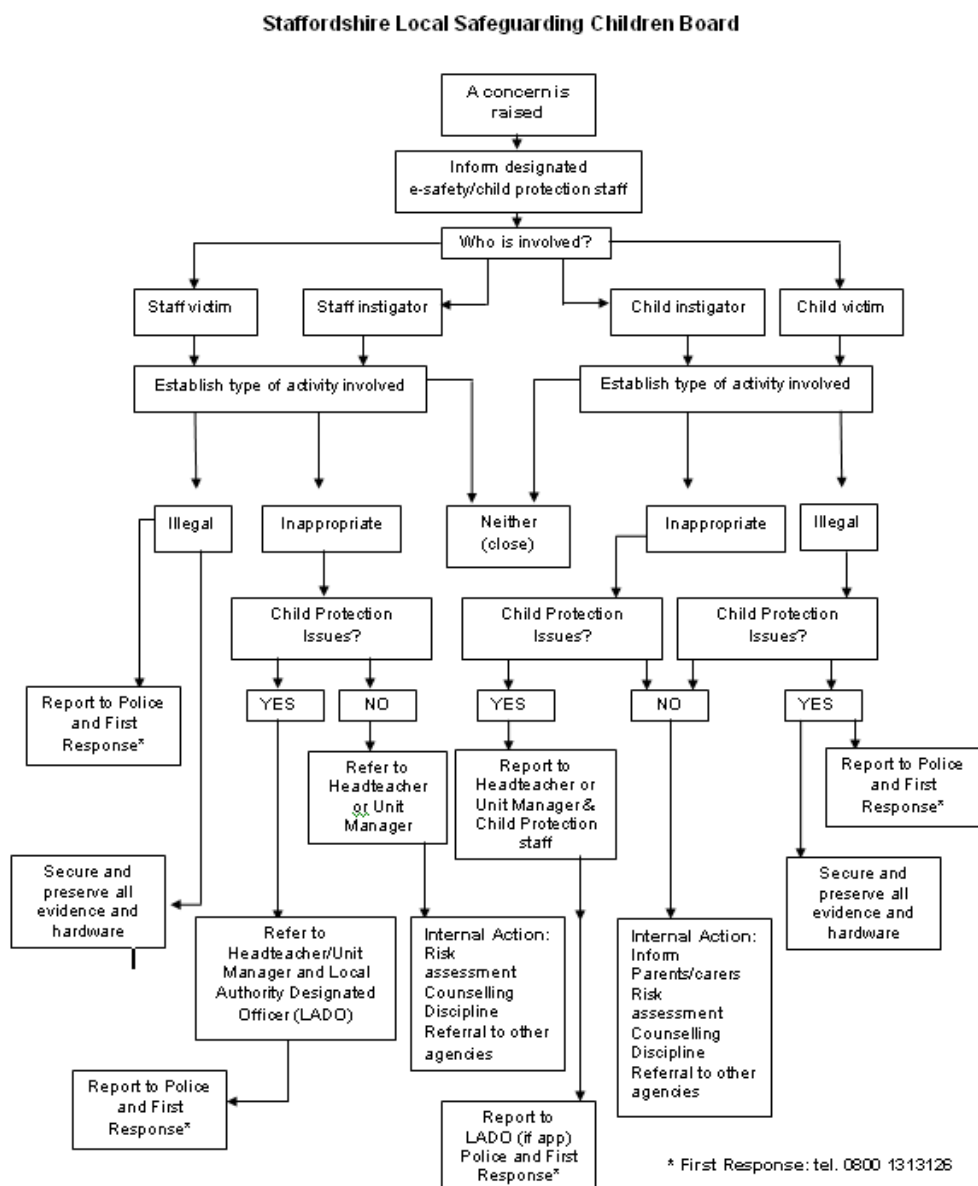 Staffordshire Local Safeguarding Children Board
A concern is
raised
Inform designated
e-safety/child protection staff
Who is involved?
Staff victim
Staff instigator
Child instigator
Child victim
Establish type of activity involved
Establish type of activity involved
Illegal
Inappropriate
Neither
(close)
Inappropriate
Illegal
Child Protection
Issues?
Child Protection
Issues?
Child Protection
Issues?
Report to Police
and First
Response*
YES
NO
YES
NO
YES
Refer to
Headteacher
or Unit
Manager
Report to
Headteacher or
Unit Manager &
Child Protection
staff
Report to Police
and First
Response*
Secure and
preserve all
evidence and
hardware
Refer to
Headteacher/Unit
Manager and Local
Authority Designated
Officer (LADO)
Internal Action:
Risk
assessment
Counselling
Discipline
Referral to other
agencies
Internal Action:
Inform
Parents/carers
Risk
assessment
Counselling
Discipline
Referral to other
agencies
Secure and
preserve all
evidence and
hardware
Report to Police
and First
Response*
Report to
LADO (if app)
Police and First
Response*
* First Response: tel. 0800 1313126